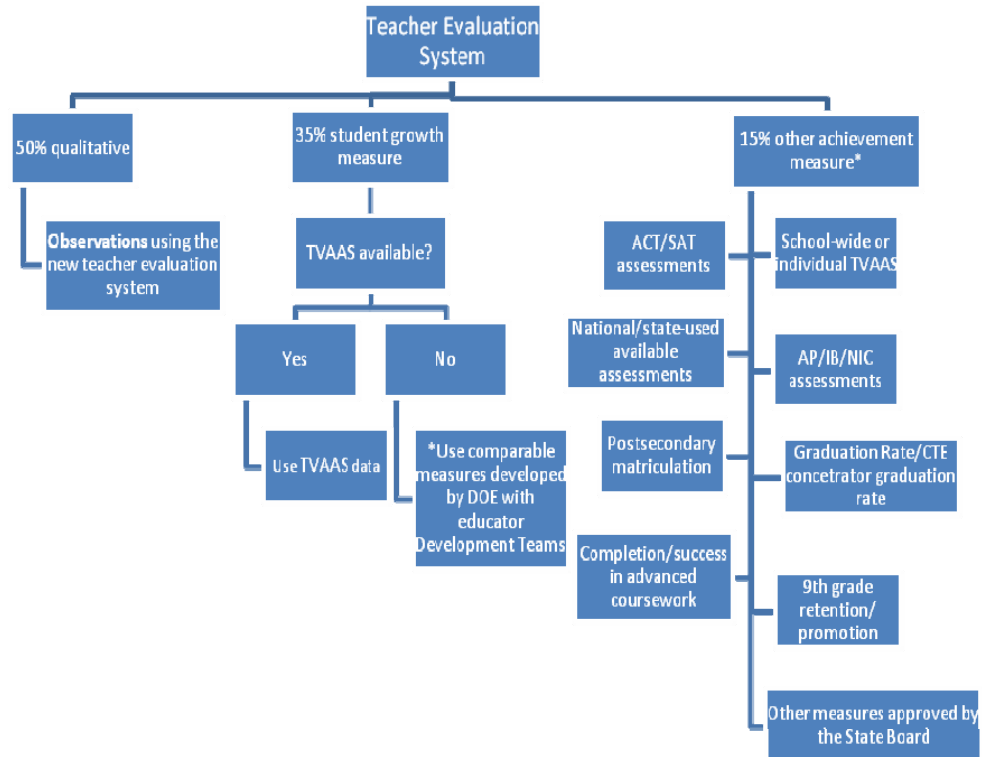 Teacher Evaluation
System
50% qualitative
35% student growth
measure
15% other achievement
measure*
Observations using the
new teacher evaluation
system
TVAAS available?
ACT/SAT
assessments
School-wide or
individual TVAAS
Yes
No
National/state-used
available
assessments
AP/IB/NIC
assessments
Use TVAAS data
*Use comparable
measures developed
by DOE with
educator
Development Teams
Postsecondary
matriculation
Graduation Rate/CTE
concetrator graduation
rate
Completion/success
in advanced
coursework
9th grade
retention/
promotion
Other measures approved by
the State Board